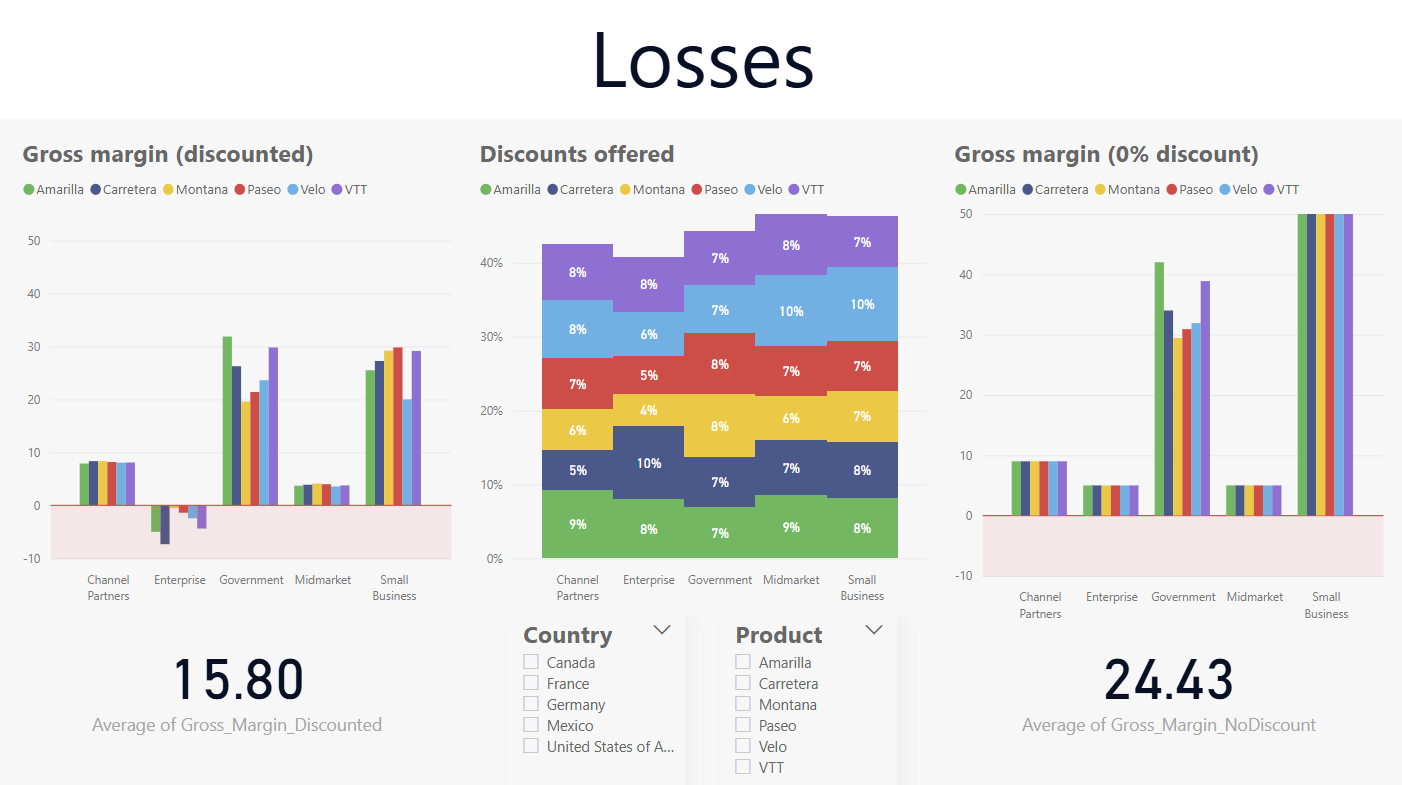 Losses
Gross margin (discounted)
Amarilla Carretera Montana Paseo Velo VTT
50
40
30
20
10
0
-10
Channel Partners Enterprise Government Midmarket Small Business
15.80
Average of Gross_Margin_Discounted
Discounts offered
Amarilla Carretera Montana Paseo Velo VTT
40%
30%
20%
10%
0%
8% 8% 7% 8% 7%
8% 6% 7% 10% 10%
7% 5% 8% 7% 7%
6% 4% 8% 6% 7%
5% 10% 7% 7% 8%
9% 8% 7% 9% 8%
Channel Partners Enterprise Government Midmarket Small Business
Country
Canada
France
Germany
Mexico
United States of A...
Product
Amarilla
Carretera
Montana
Paseo
Velo
VTT
Gross margin (0% discount)
Amarilla Carretera Montana Paseo Velo VTT
50
40
30
20
10
0
-10
Channel Partners Enterprise Government Midmarket Small Business
24.43
Average of Gross_Margin_NoDiscount